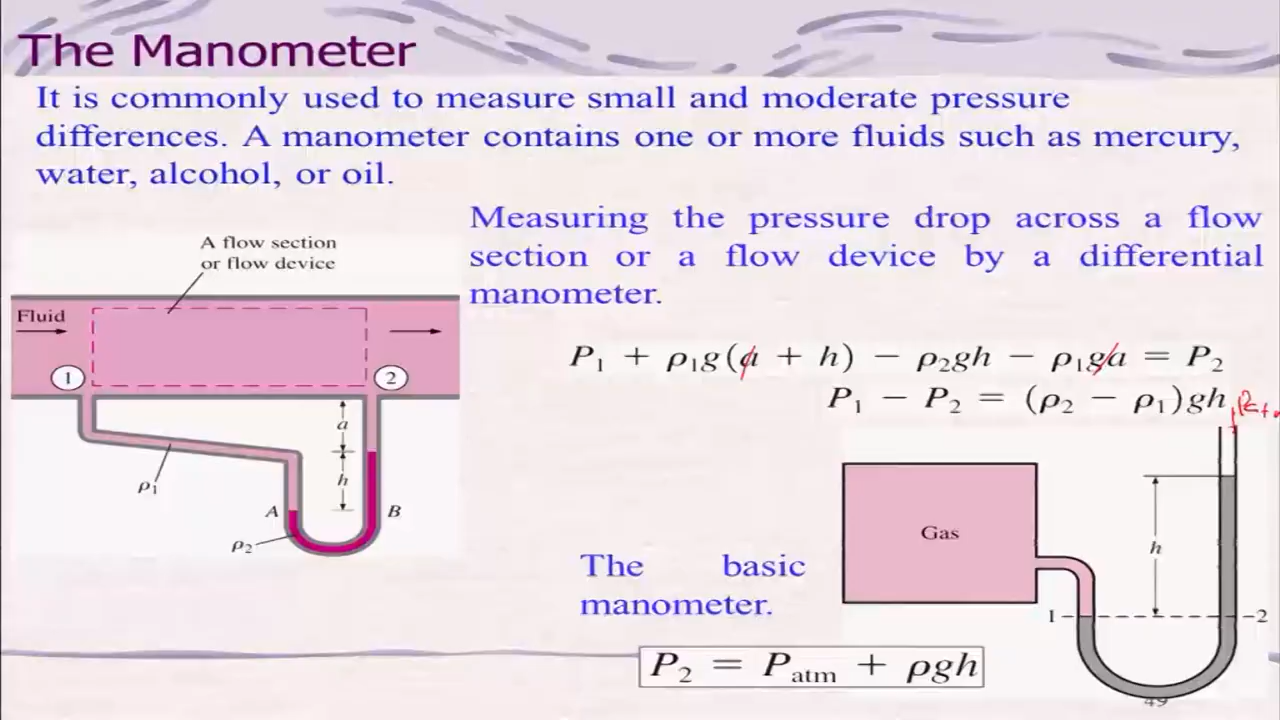 The Manometer
It is commonly used to measure small and moderate pressure
differences. A manometer contains one or more fluids such as mercury,
water, alcohol, or oil.
Measuring the pressure drop across a flow
section or a flow device by a differential
manometer.
A flow section
or flow device
Fluid
1
2
a
h
ρ₁
A
B
ρ₂
P₁ + ρ₁g(a + h) − ρ₂gh − ρ₁ga = P₂
P₁ − P₂ = (ρ₂ − ρ₁)gh
Gas
h
1
2
The basic
manometer.
P₂ = Patm + ρgh
49